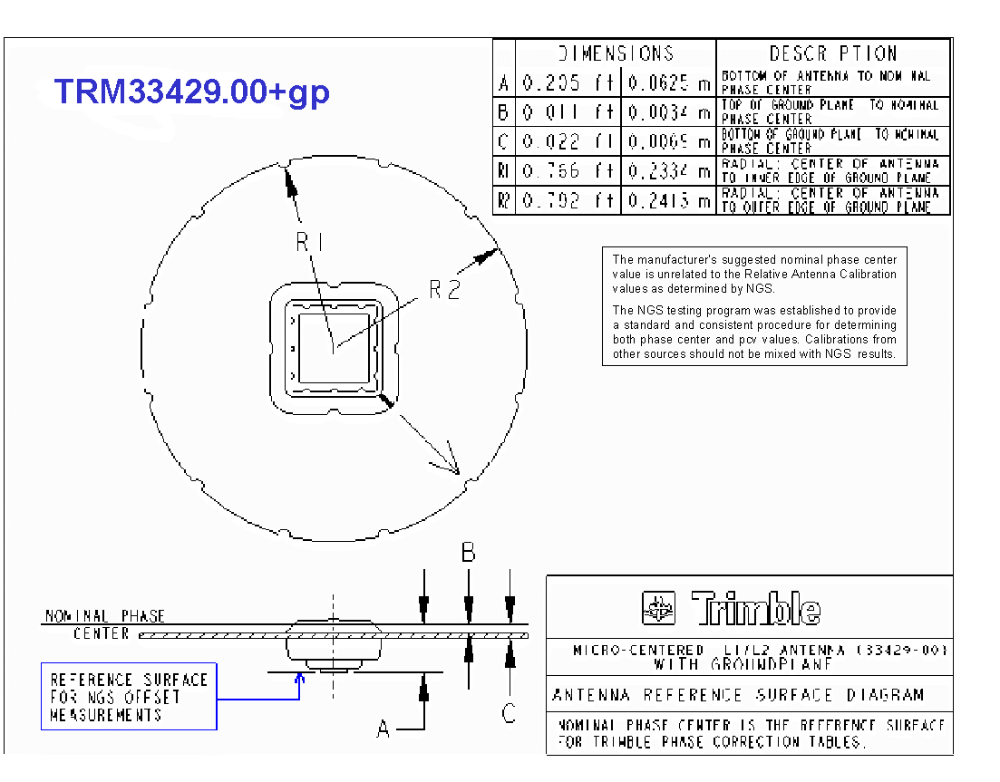 TRM33429.00+gp
DIMENSIONS DESCRIPTION
A 0.205 ft 0.0625 m BOTTOM OF ANTENNA TO NOMINAL
PHASE CENTER
B 0.011 ft 0.0034 m TOP OF GROUND PLANE TO NOMINAL
PHASE CENTER
C 0.022 ft 0.0069 m BOTTOM OF GROUND PLANE TO NOMINAL
PHASE CENTER
R1 0.766 ft 0.2334 m RADIAL: CENTER OF ANTENNA
TO INNER EDGE OF GROUND PLANE
R2 0.792 ft 0.2413 m RADIAL: CENTER OF ANTENNA
TO OUTER EDGE OF GROUND PLANE
R1
R2
The manufacturer's suggested nominal phase center
value is unrelated to the Relative Antenna Calibration
values as determined by NGS.
The NGS testing program was established to provide
a standard and consistent procedure for determining
both phase center and pcv values. Calibrations from
other sources should not be mixed with NGS results.
B
NOMINAL PHASE
CENTER
REFERENCE SURFACE
FOR NGS OFFSET
MEASUREMENTS
A
C
Trimble
MICRO-CENTERED L1/L2 ANTENNA (33429-00)
WITH GROUNDPLANE
ANTENNA REFERENCE SURFACE DIAGRAM
NOMINAL PHASE CENTER IS THE REFERENCE SURFACE
FOR TRIMBLE PHASE CORRECTION TABLES.